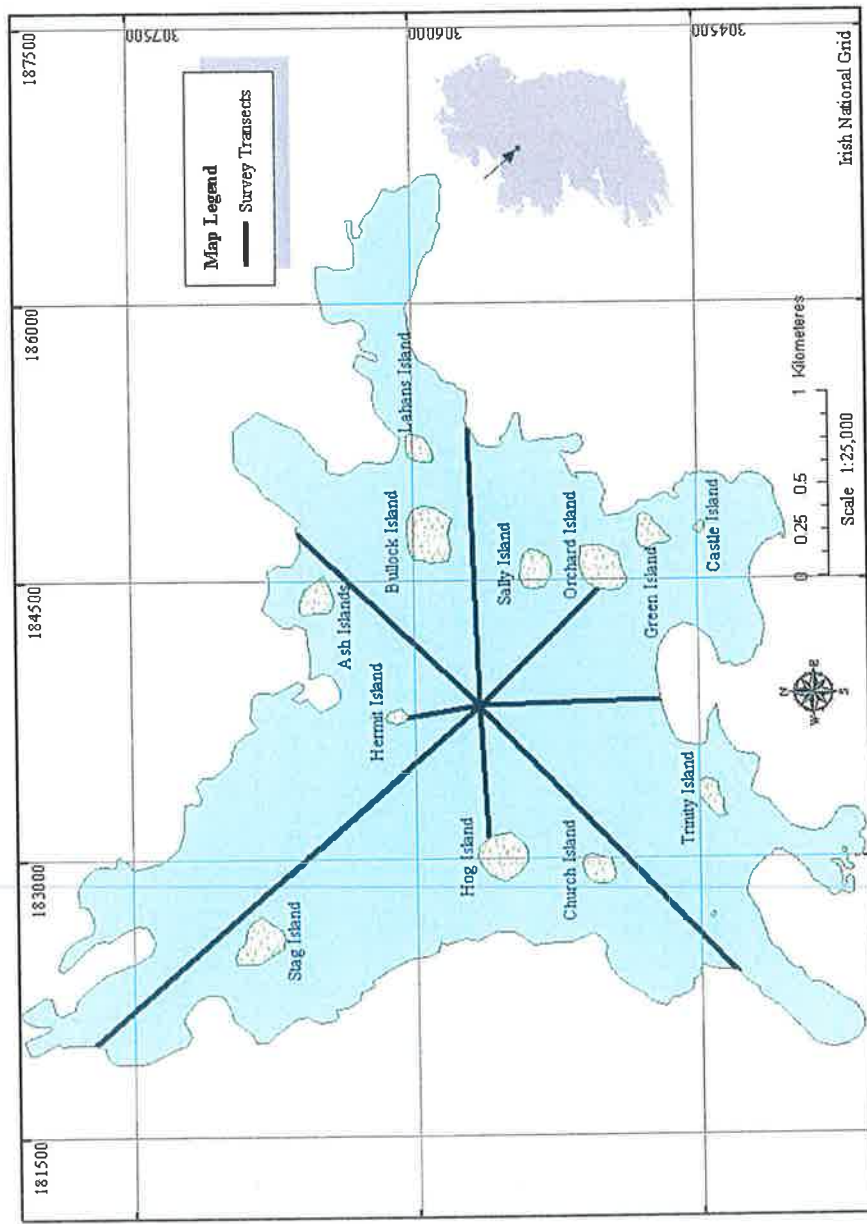 181500 183000 184500 186000 187500
307500
Map Legend
Survey Transects
Stag Island
Ash Islands
Hermit Island
Bullock Island
Lahans Island
306000
Hog Island
Sally Island
Church Island
Orchard Island
Green Island
Trinity Island
Castle Island
304500
N
W E
S
0 0.25 0.5 1 Kilometeres
Scale 1:25,000
Irish National Grid